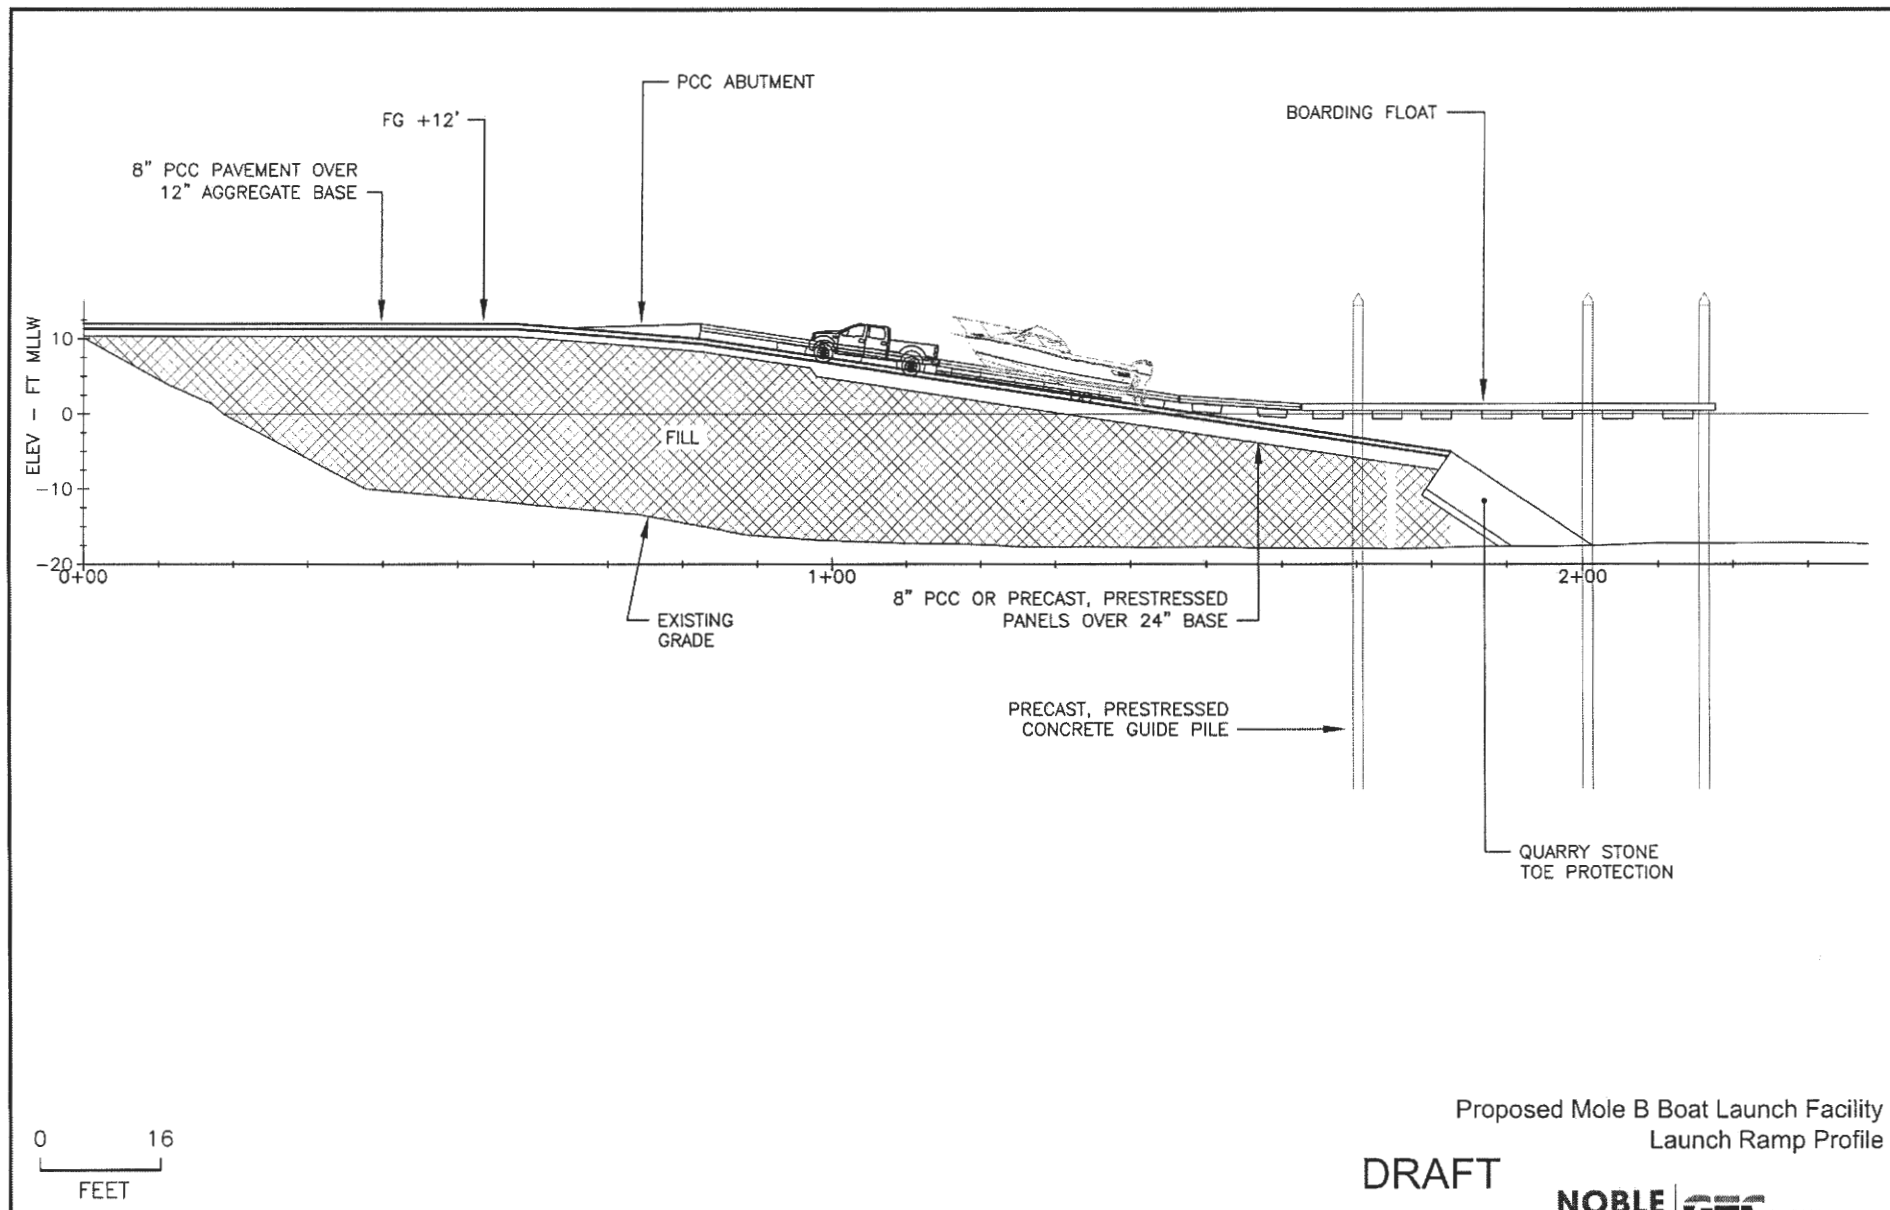 PCC ABUTMENT
FG +12'
BOARDING FLOAT
8" PCC PAVEMENT OVER
12" AGGREGATE BASE
ELEV - FT MLLW
10
0
-10
-20
FILL
0+00
1+00
2+00
8" PCC OR PRECAST, PRESTRESSED
PANELS OVER 24" BASE
EXISTING
GRADE
PRECAST, PRESTRESSED
CONCRETE GUIDE PILE
QUARRY STONE
TOE PROTECTION
Proposed Mole B Boat Launch Facility
Launch Ramp Profile
0 16
FEET
DRAFT
NOBLE